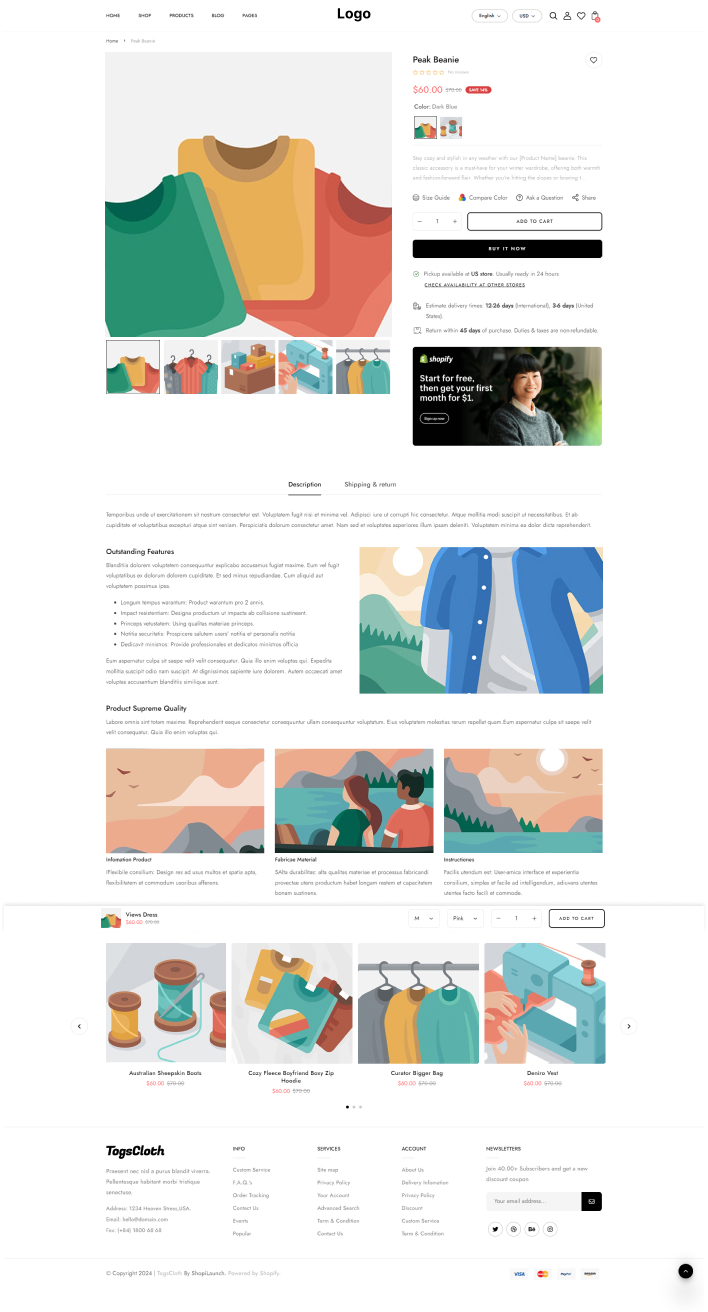 HOME SHOP PRODUCTS BLOG PAGES
Logo
English USD
Home Peak Beanie
Peak Beanie
No reviews
$60.00 $70.00 SAVE 14%
Color: Dark Blue
Stay cozy and stylish in any weather with our [Product Name] beanie. This
classic accessory is a must-have for your winter wardrobe, offering both warmth
and fashion-forward flair. Whether you're hitting the slopes or braving t..
Size Guide Compare Color Ask a Question Share
− 1 + ADD TO CART
BUY IT NOW
Pickup available at US store. Usually ready in 24 hours
CHECK AVAILABILITY AT OTHER STORES
Estimate delivery times: 12-26 days (International), 3-6 days (United
States).
Return within 45 days of purchase. Duties & taxes are non-refundable.
shopify
Start for free,
then get your first
month for $1.
Sign up now
Description Shipping & return
Temporibus unde ut exercitationem sit nostrum consectetur est. Voluptatem fugit nisi et minima vel. Adipisci iure ut corrupti hic consectetur. Atque mollitia modi suscipit ut necessitatibus. Et ab
cupiditate et voluptatibus excepturi atque sint veniam. Perspiciatis dolorum consectetur amet. Nam sed et voluptates asperiores illum ipsam deleniti. Voluptatem minima ea dolor dicta reprehenderit.
Outstanding Features
Blanditiis dolorem voluptatem consequuntur explicabo accusamus fugiat maxime. Eum vel fugit
voluptatibus ex dolorum dolorem cupiditate. Et sed minus repudiandae. Cum aliquid aut
voluptatem possimus ipsa.
Longum tempus warantum: Product warantum pro 2 annis.
Impact resistentiam: Designa productum ut impacta ab collisione sustineant.
Princeps vetustatem: Using qualitas materiae princeps.
Notitia securitatis: Prospicere salutem users' notitia et personalis notitia
Dedicavit ministros: Provide professionales et dedicatos ministros officia
Eum aspernatur culpa sit saepe velit velit consequatur. Quia illo enim voluptas qui. Expedita
mollitia suscipit odio nam suscipit. At dignissimos sapiente iure dolorem. Autem occaecati amet
voluptas accusantium blanditiis similique sunt.
Product Supreme Quality
Labore omnis sint totam maxime. Reprehenderit eaque consectetur consequuntur ullam consequuntur voluptatum. Eius voluptatem molestias rerum repellat quam.Eum aspernatur culpa sit saepe velit
velit consequatur. Quia illo enim voluptas qui.
Infomation Product
IFlexibile consilium: Design res ad usus multos et spatia apta,
flexibilitatem et commodum usoribus afferens.
Fabricae Material
SAlta durabilitas: alta qualitas materiae et processus fabricandi
provectae utens productum habet longam restem et capacitatem
bonam sustinens.
Instructiones
Facilis utendum est: User-amica interface et experientia
consilium, simplex et facile ad intelligendum, adiuvans utentes
utentes facto facili et commode.
Views Dress
$60.00 $70.00
M Pink − 1 + ADD TO CART
Australian Sheepskin Boots
$60.00 $70.00
Cozy Fleece Boyfriend Boxy Zip
Hoodie
$60.00 $70.00
Curator Bigger Bag
$60.00 $70.00
Deniro Vest
$60.00 $70.00
TogsCloth
Praesent nec nisl a purus blandit viverra.
Pellentesque habitant morbi tristique
senectuse.
Address: 1234 Heaven Stress,USA.
Email: hello@domain.com
Fax: (+84) 1800 68 68
INFO
Custom Service
F.A.Q.'s
Order Tracking
Contact Us
Events
Popular
SERVICES
Site map
Privacy Policy
Your Account
Advanced Search
Term & Condition
Contact Us
ACCOUNT
About Us
Delivery Infomation
Privacy Policy
Discount
Custom Service
Term & Condition
NEWSLETTERS
Join 40.00+ Subscribers and get a new
discount coupon
Your email address...
Bē
© Copyright 2024 | TogsCloth By ShopiLaunch. Powered by Shopify.
VISA MasterCard PayPal amazon